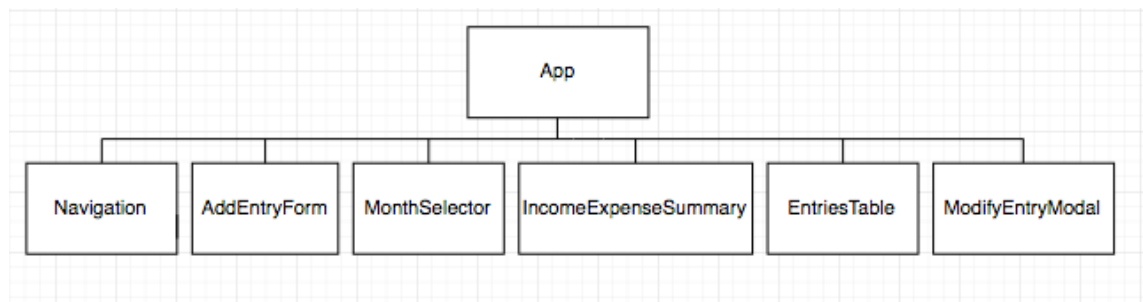 App
Navigation
AddEntryForm
MonthSelector
IncomeExpenseSummary
EntriesTable
ModifyEntryModal